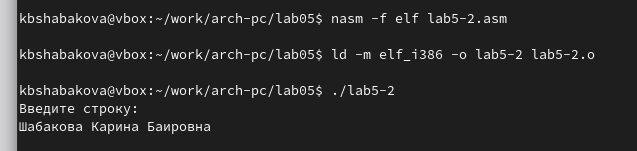 kbshabakova@vbox:~/work/arch-pc/lab05$ nasm -f elf lab5-2.asm
kbshabakova@vbox:~/work/arch-pc/lab05$ ld -m elf_i386 -o lab5-2 lab5-2.o
kbshabakova@vbox:~/work/arch-pc/lab05$ ./lab5-2
Введите строку:
Шабакова Карина Баировна